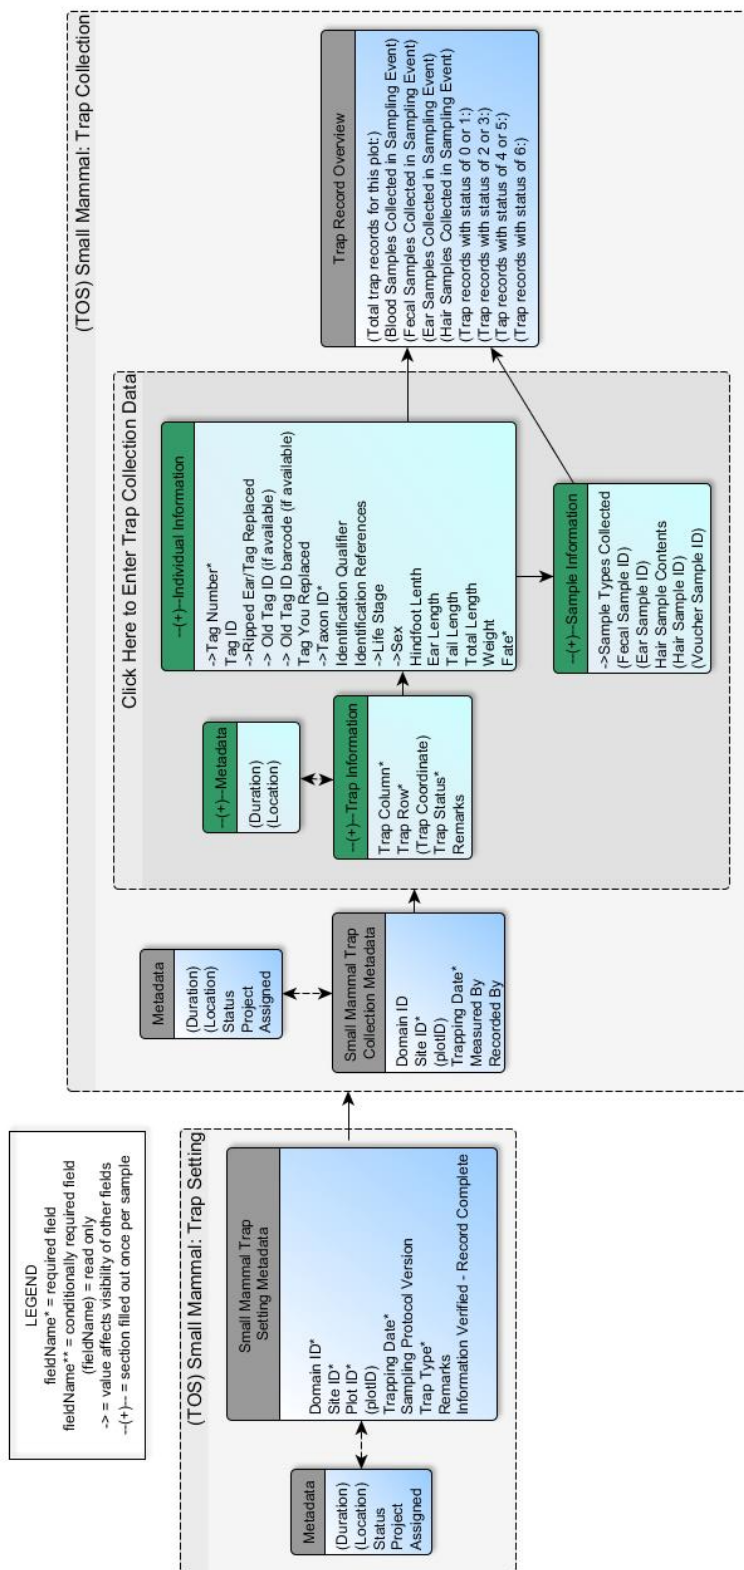 LEGEND
fieldName* = required field
fieldName** = conditionally required field
(fieldName) = read only
-> = value affects visibility of other fields
--(+)-- = section filled out once per sample
(TOS) Small Mammal: Trap Setting
Metadata
(Duration)
(Location)
Status
Project
Assigned
Small Mammal Trap
Setting Metadata
Domain ID*
Site ID*
Plot ID*
(plotID)
Trapping Date*
Sampling Protocol Version
Trap Type*
Remarks
Information Verified - Record Complete
(TOS) Small Mammal: Trap Collection
Metadata
(Duration)
(Location)
Status
Project
Assigned
Small Mammal Trap
Collection Metadata
Domain ID
Site ID*
(plotID)
Trapping Date*
Measured By
Recorded By
Click Here to Enter Trap Collection Data
--(+)--Metadata
(Duration)
(Location)
--(+)--Trap Information
Trap Column*
Trap Row*
(Trap Coordinate)
Trap Status*
Remarks
--(+)--Individual Information
->Tag Number*
Tag ID
->Ripped Ear/Tag Replaced
-> Old Tag ID (if available)
-> Old Tag ID barcode (if available)
Tag You Replaced
->Taxon ID*
Identification Qualifier
Identification References
->Life Stage
->Sex
Hindfoot Lenth
Ear Length
Tail Length
Total Length
Weight
Fate*
--(+)--Sample Information
->Sample Types Collected
(Fecal Sample ID)
(Ear Sample ID)
Hair Sample Contents
(Hair Sample ID)
(Voucher Sample ID)
Trap Record Overview
(Total trap records for this plot:)
(Blood Samples Collected in Sampling Event)
(Fecal Samples Collected in Sampling Event)
(Ear Samples Collected in Sampling Event)
(Hair Samples Collected in Sampling Event)
(Trap records with status of 0 or 1:)
(Trap records with status of 2 or 3:)
(Tap records with status of 4 or 5:)
(Trap records with status of 6:)